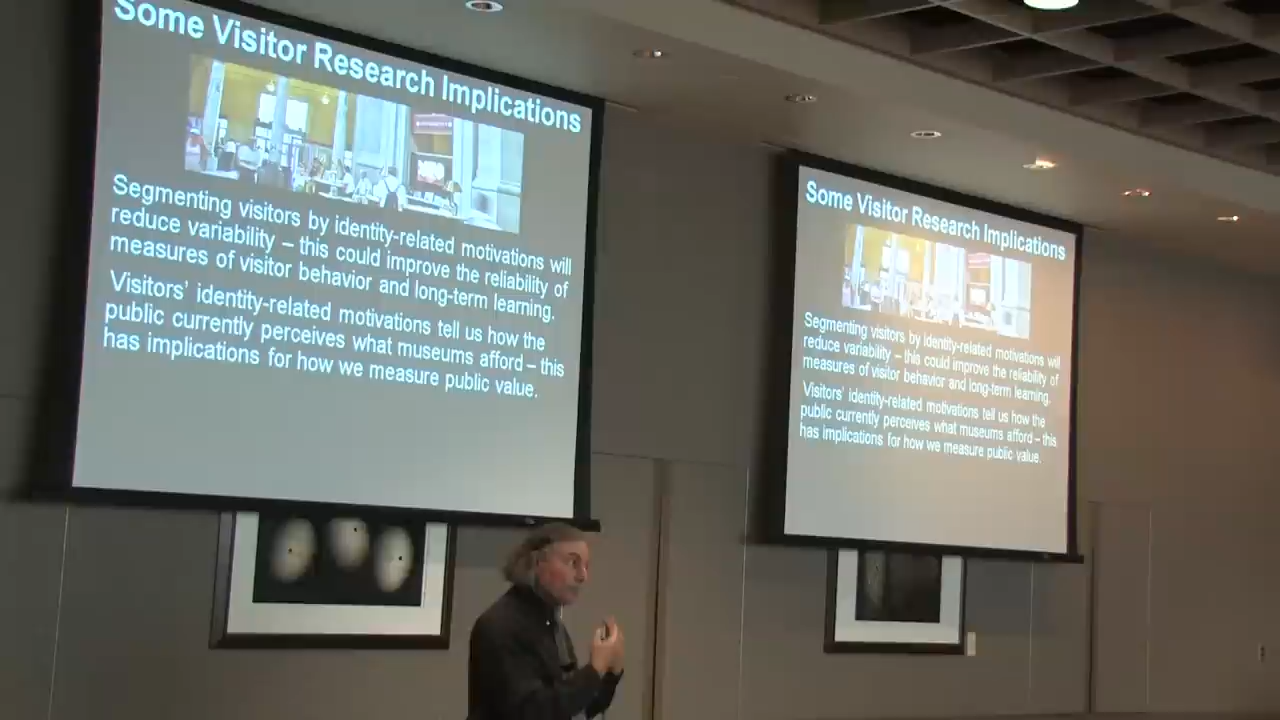 Some Visitor Research Implications
Segmenting visitors by identity-related motivations will
reduce variability – this could improve the reliability of
measures of visitor behavior and long-term learning.
Visitors’ identity-related motivations tell us how the
public currently perceives what museums afford – this
has implications for how we measure public value.
Some Visitor Research Implications
Segmenting visitors by identity-related motivations will
reduce variability – this could improve the reliability of
measures of visitor behavior and long-term learning.
Visitors’ identity-related motivations tell us how the
public currently perceives what museums afford – this
has implications for how we measure public value.